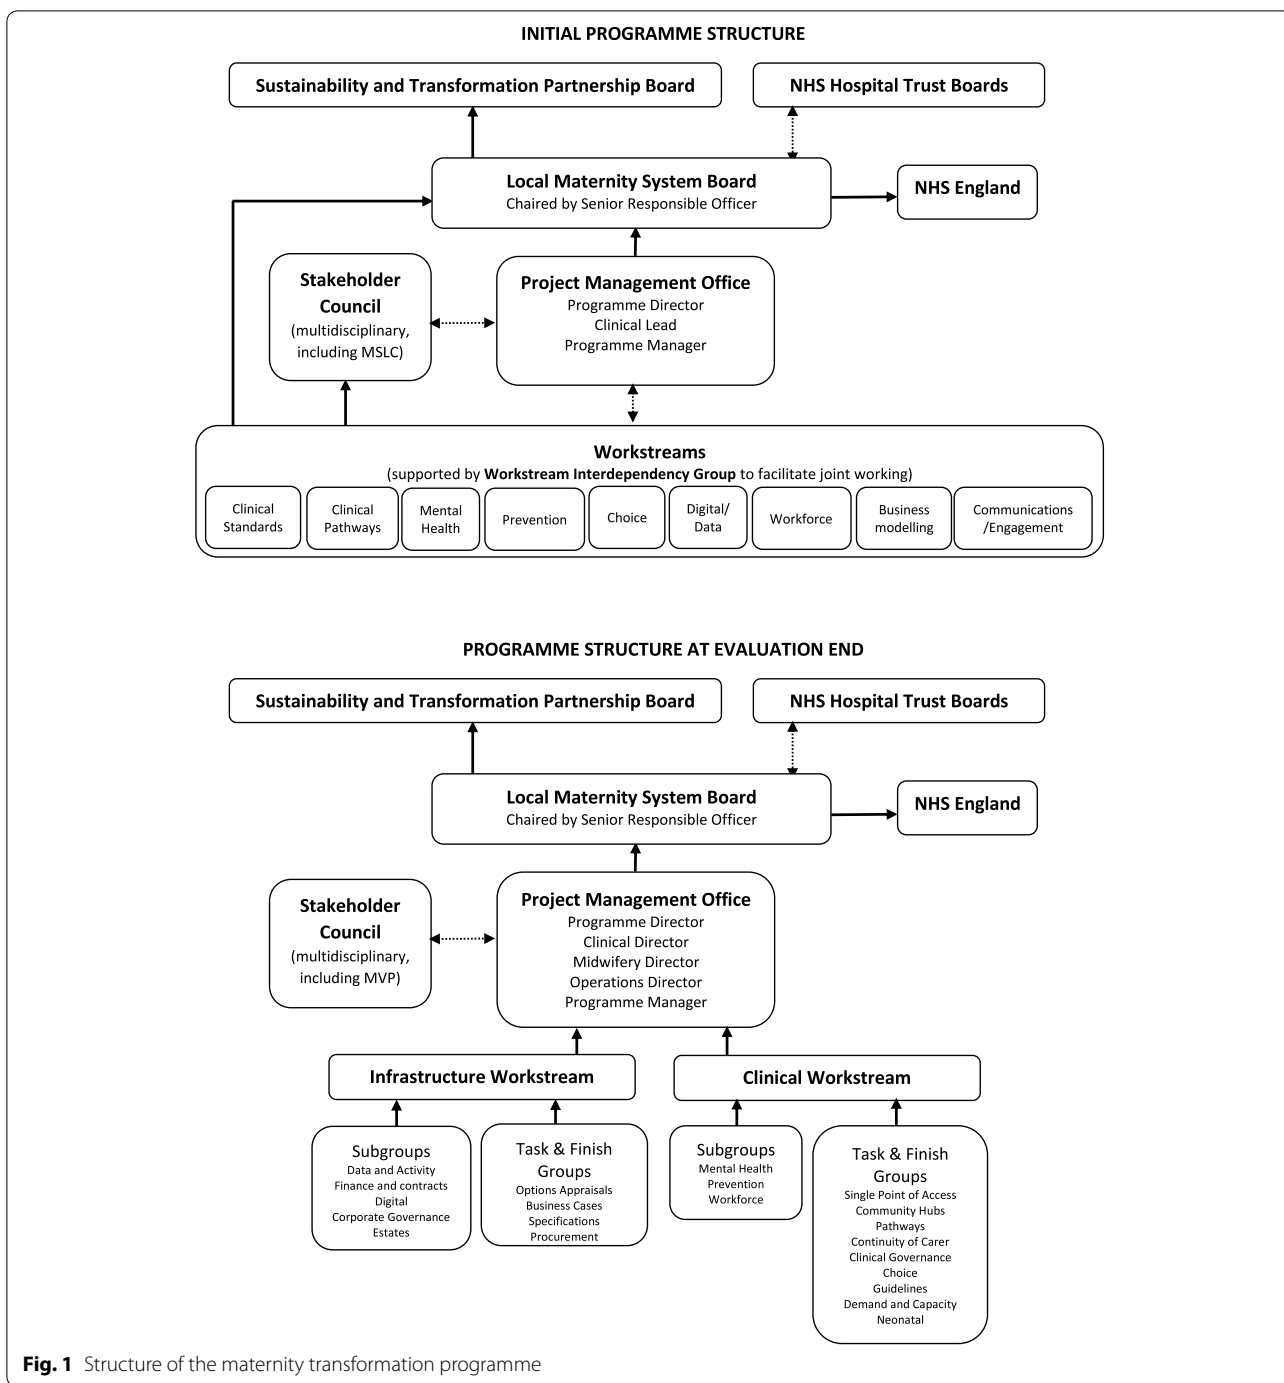 INITIAL PROGRAMME STRUCTURE
Sustainability and Transformation Partnership Board
NHS Hospital Trust Boards
Local Maternity System Board
Chaired by Senior Responsible Officer
NHS England
Stakeholder
Council
(multidisciplinary,
including MSLC)
Project Management Office
Programme Director
Clinical Lead
Programme Manager
Workstreams
(supported by Workstream Interdependency Group to facilitate joint working)
Clinical
Standards
Clinical
Pathways
Mental
Health
Prevention
Choice
Digital/
Data
Workforce
Business
modelling
Communications
/Engagement
PROGRAMME STRUCTURE AT EVALUATION END
Sustainability and Transformation Partnership Board
NHS Hospital Trust Boards
Local Maternity System Board
Chaired by Senior Responsible Officer
NHS England
Stakeholder
Council
(multidisciplinary,
including MVP)
Project Management Office
Programme Director
Clinical Director
Midwifery Director
Operations Director
Programme Manager
Infrastructure Workstream
Clinical Workstream
Subgroups
Data and Activity
Finance and contracts
Digital
Corporate Governance
Estates
Task & Finish
Groups
Options Appraisals
Business Cases
Specifications
Procurement
Subgroups
Mental Health
Prevention
Workforce
Task & Finish
Groups
Single Point of Access
Community Hubs
Pathways
Continuity of Carer
Clinical Governance
Choice
Guidelines
Demand and Capacity
Neonatal
Fig. 1 Structure of the maternity transformation programme